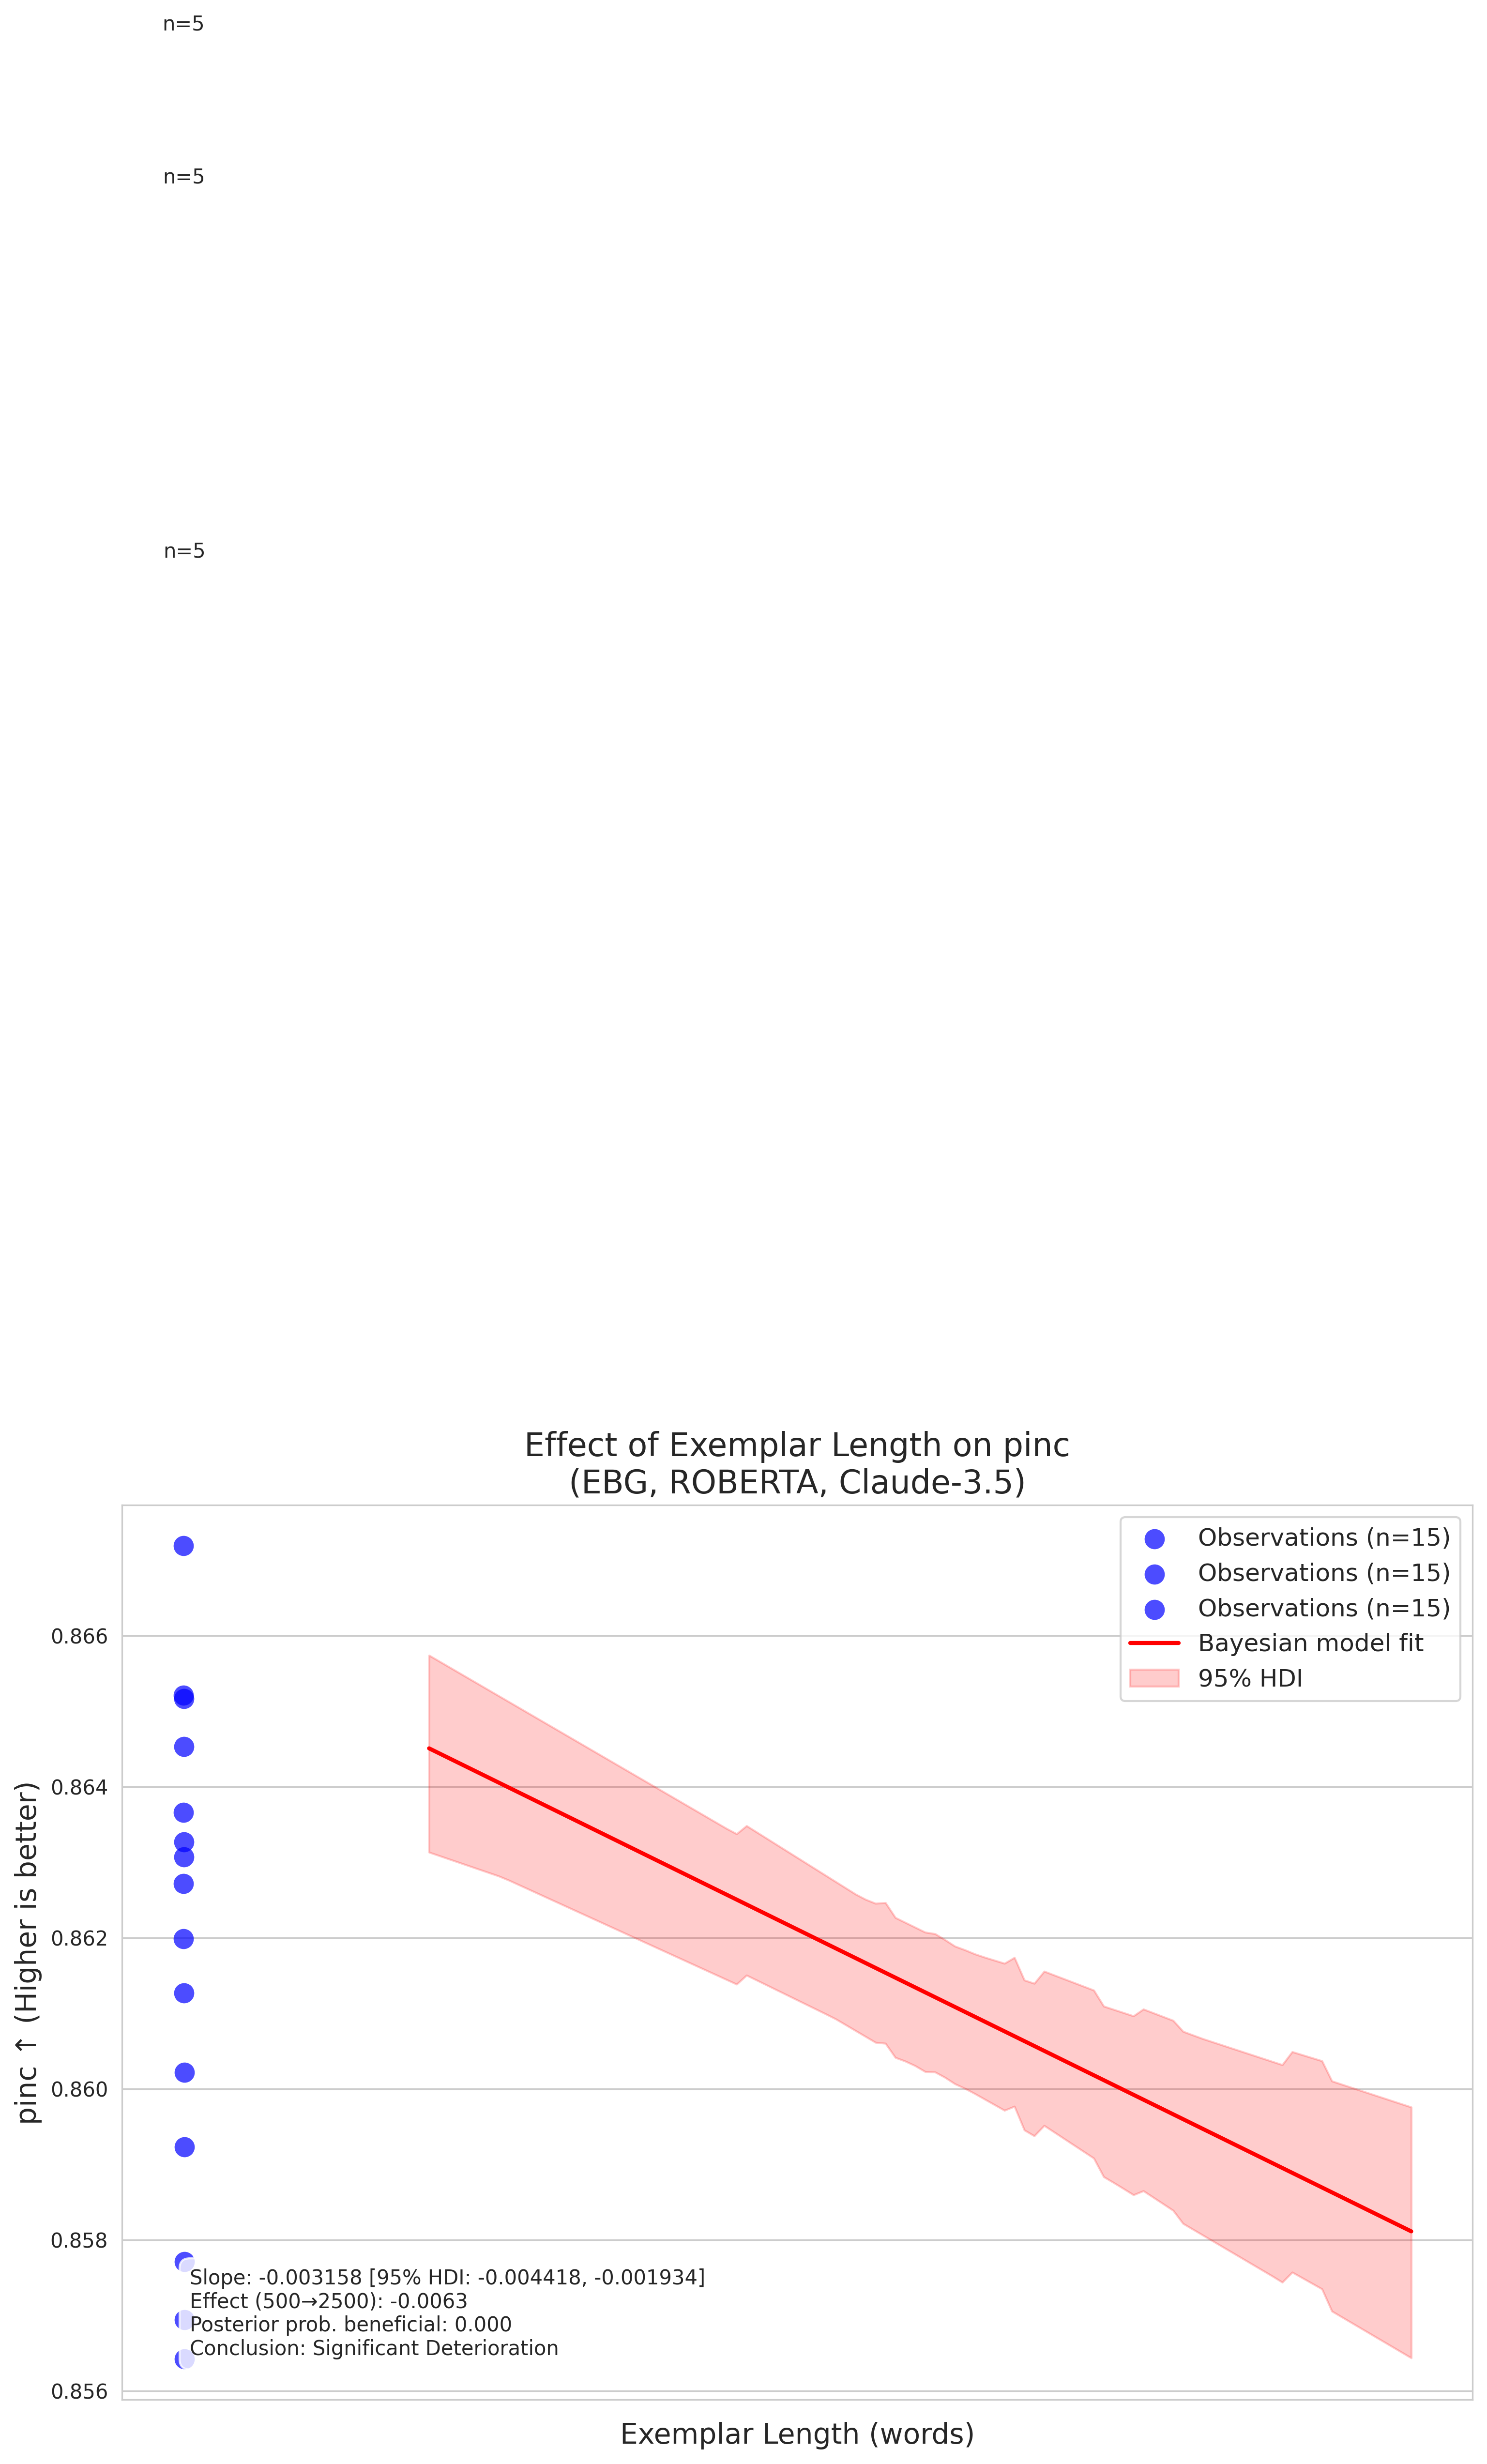 n=5
n=5
n=5
Effect of Exemplar Length on pinc
(EBG, ROBERTA, Claude-3.5)
Observations (n=15)
Observations (n=15)
Observations (n=15)
Bayesian model fit
95% HDI
pinc ↑ (Higher is better)
0.866
0.864
0.862
0.860
0.858
0.856
Slope: -0.003158 [95% HDI: -0.004418, -0.001934]
Effect (500→2500): -0.0063
Posterior prob. beneficial: 0.000
Conclusion: Significant Deterioration
Exemplar Length (words)